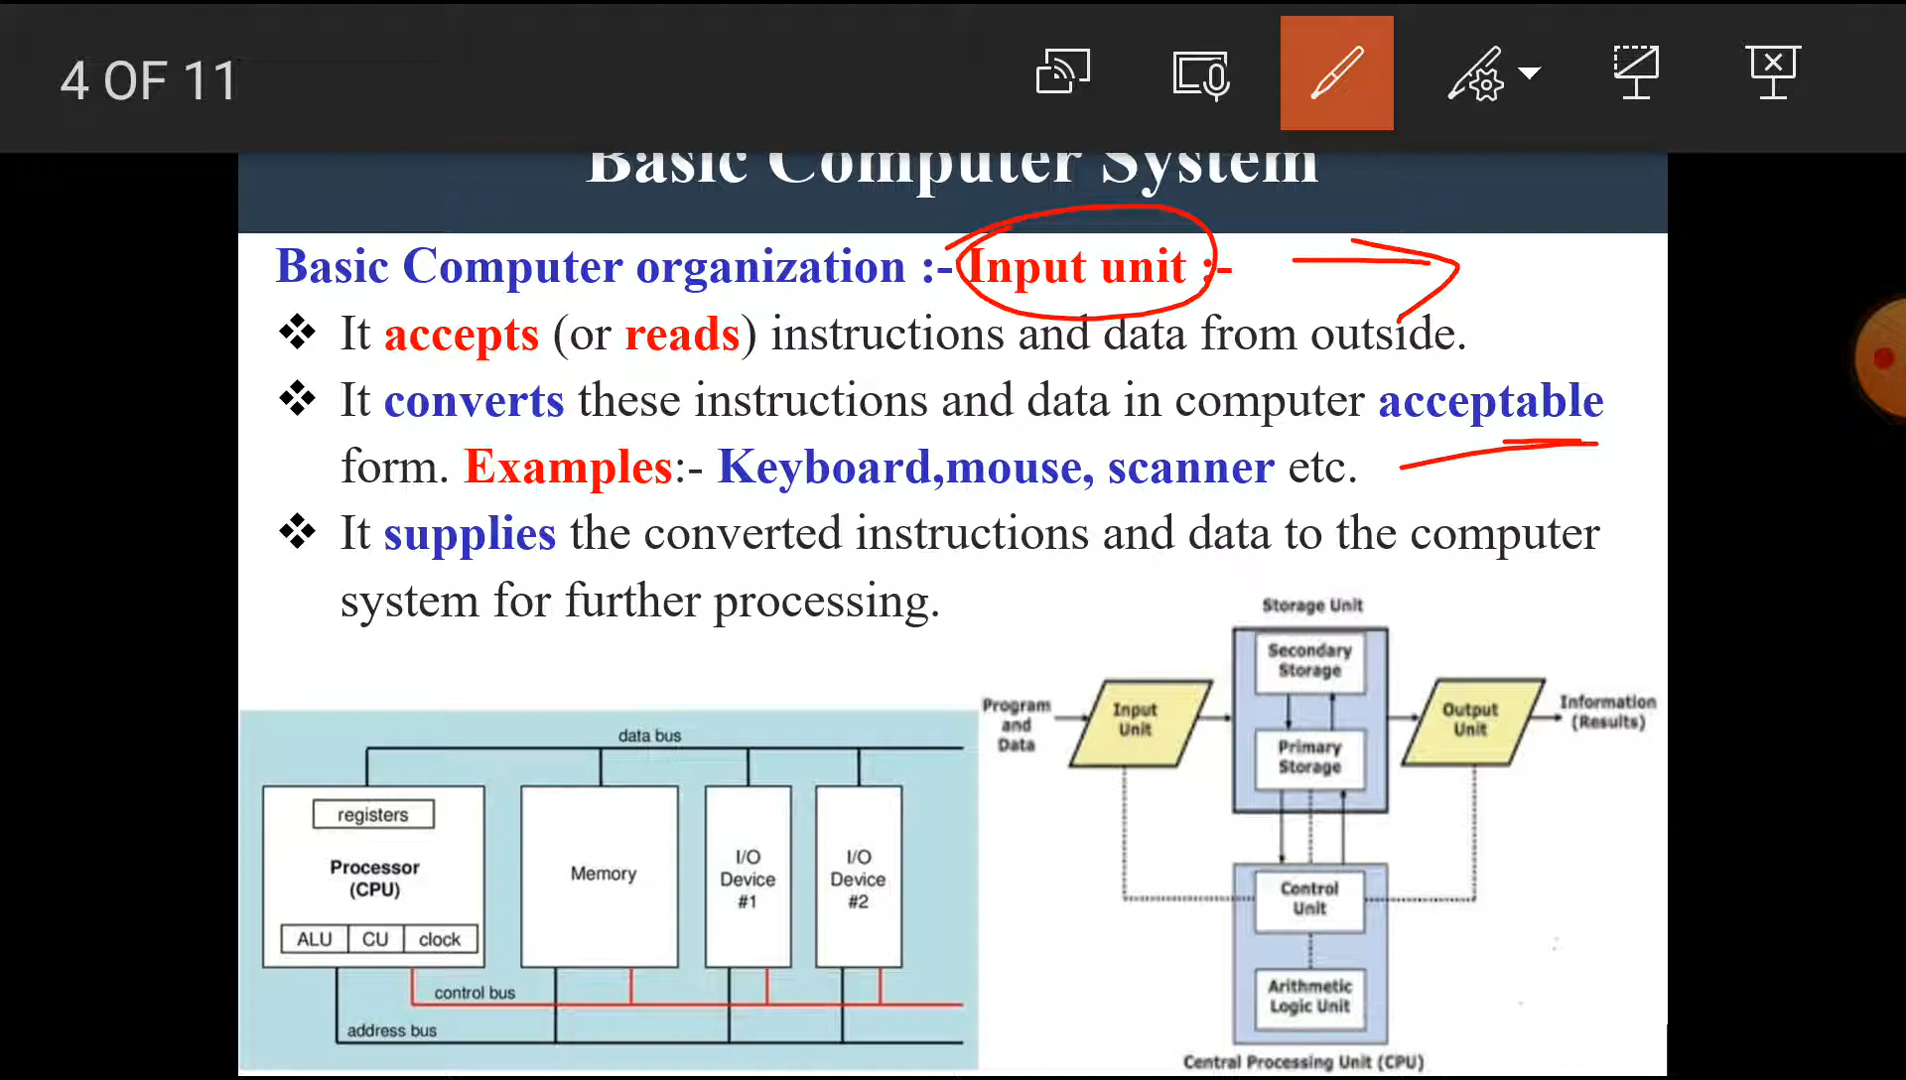 4 OF 11
Basic Computer System
Basic Computer organization :- Input unit :-
❖ It accepts (or reads) instructions and data from outside.
❖ It converts these instructions and data in computer acceptable
form. Examples:- Keyboard,mouse, scanner etc.
❖ It supplies the converted instructions and data to the computer
system for further processing.
data bus
registers
Processor
(CPU)
ALU CU clock
Memory
I/O
Device
#1
I/O
Device
#2
control bus
address bus
Storage Unit
Secondary
Storage
Program
and
Data
Input
Unit
Primary
Storage
Output
Unit
Information
(Results)
Control
Unit
Arithmetic
Logic Unit
Central Processing Unit (CPU)